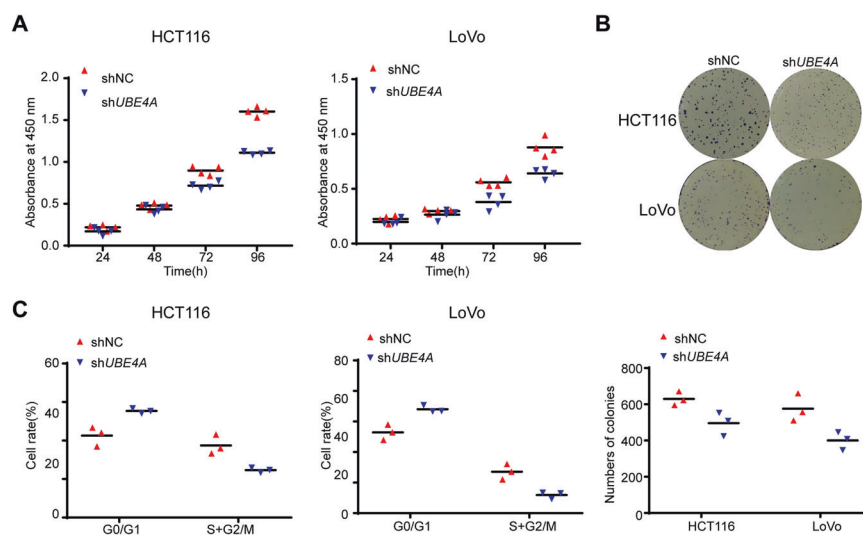 A
HCT116
shNC
shUBE4A
Absorbance at 450 nm
2.0
1.5
1.0
0.5
0.0
24 48 72 96
Time(h)
LoVo
shNC
shUBE4A
Absorbance at 450 nm
1.5
1.0
0.5
0.0
24 48 72 96
Time(h)
B
shNC shUBE4A
HCT116
LoVo
C
HCT116
shNC
shUBE4A
Cell rate(%)
60
40
20
0
G0/G1 S+G2/M
LoVo
shNC
shUBE4A
Cell rate(%)
80
60
40
20
0
G0/G1 S+G2/M
shNC
shUBE4A
Numbers of colonies
800
600
400
200
0
HCT116 LoVo